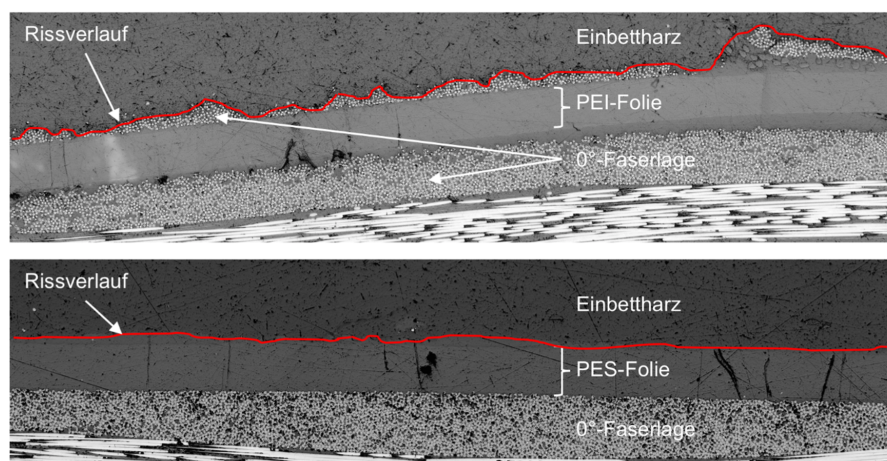 Rissverlauf
Einbettharz
PEI-Folie
0°-Faserlage
Rissverlauf
Einbettharz
PES-Folie
0°-Faserlage